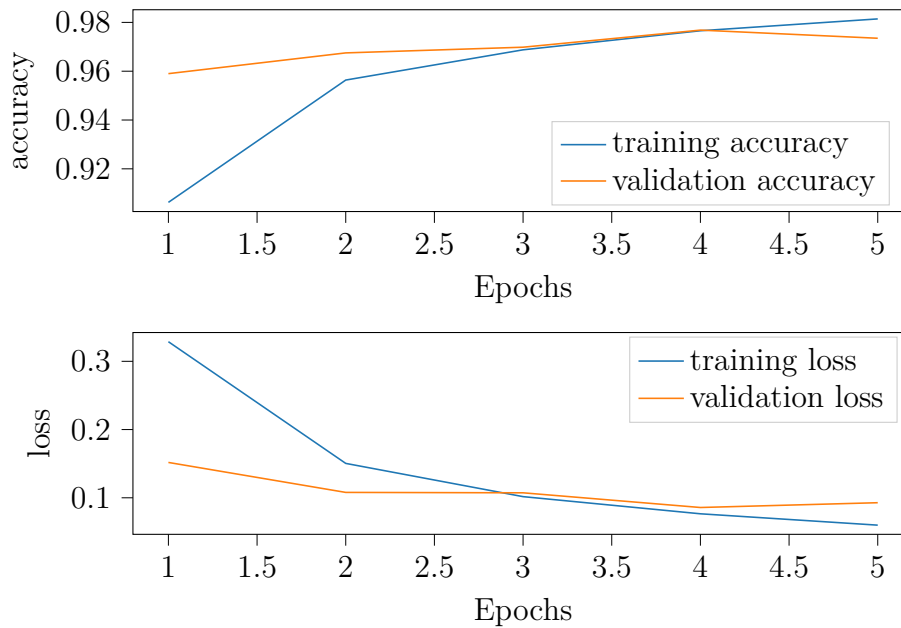 0.98
0.96
0.94
0.92
accuracy
training accuracy
validation accuracy
1 1.5 2 2.5 3 3.5 4 4.5 5
Epochs
0.3
0.2
0.1
loss
training loss
validation loss
1 1.5 2 2.5 3 3.5 4 4.5 5
Epochs